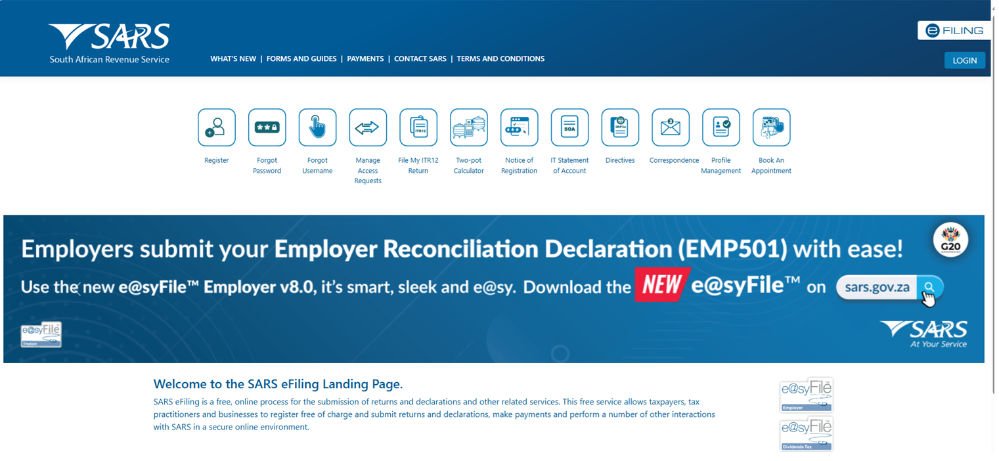 SARS
South African Revenue Service
WHAT'S NEW | FORMS AND GUIDES | PAYMENTS | CONTACT SARS | TERMS AND CONDITIONS
e FILING
LOGIN
ITR12
SOA
IRP3a
3
Register
Forgot
Password
Forgot
Username
Manage
Access
Requests
File My ITR12
Return
Two-pot
Calculator
Notice of
Registration
IT Statement
of Account
Directives
Correspondence
Profile
Management
Book An
Appointment
Employers submit your Employer Reconciliation Declaration (EMP501) with ease!
G20
Use the new e@syFile™ Employer v8.0, it's smart, sleek and e@sy. Download the NEW e@syFile™ on sars.gov.za
e@syFile™
Employer
SARS
At Your Service
Welcome to the SARS eFiling Landing Page.
SARS eFiling is a free, online process for the submission of returns and declarations and other related services. This free service allows taxpayers, tax
practitioners and businesses to register free of charge and submit returns and declarations, make payments and perform a number of other interactions
with SARS in a secure online environment.
e@syFile™
Employer
e@syFile™
Dividends Tax